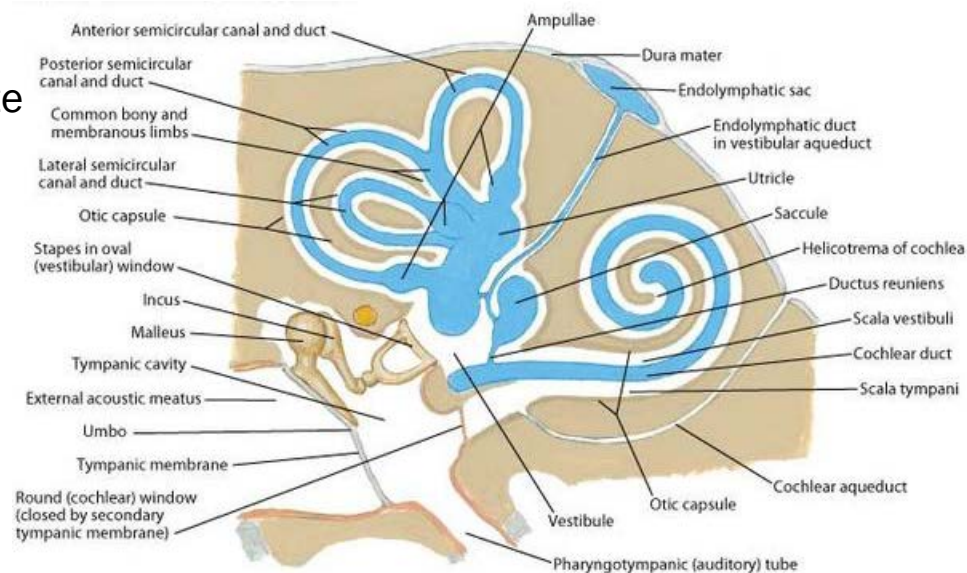 Ampullae
Anterior semicircular canal and duct
Posterior semicircular
canal and duct
e
Common bony and
membranous limbs
Lateral semicircular
canal and duct
Otic capsule
Stapes in oval
(vestibular) window
Incus
Malleus
Tympanic cavity
External acoustic meatus
Umbo
Tympanic membrane
Round (cochlear) window
(closed by secondary
tympanic membrane)
Dura mater
Endolymphatic sac
Endolymphatic duct
in vestibular aqueduct
Utricle
Saccule
Helicotrema of cochlea
Ductus reuniens
Scala vestibuli
Cochlear duct
Scala tympani
Cochlear aqueduct
Otic capsule
Vestibule
Pharyngotympanic (auditory) tube